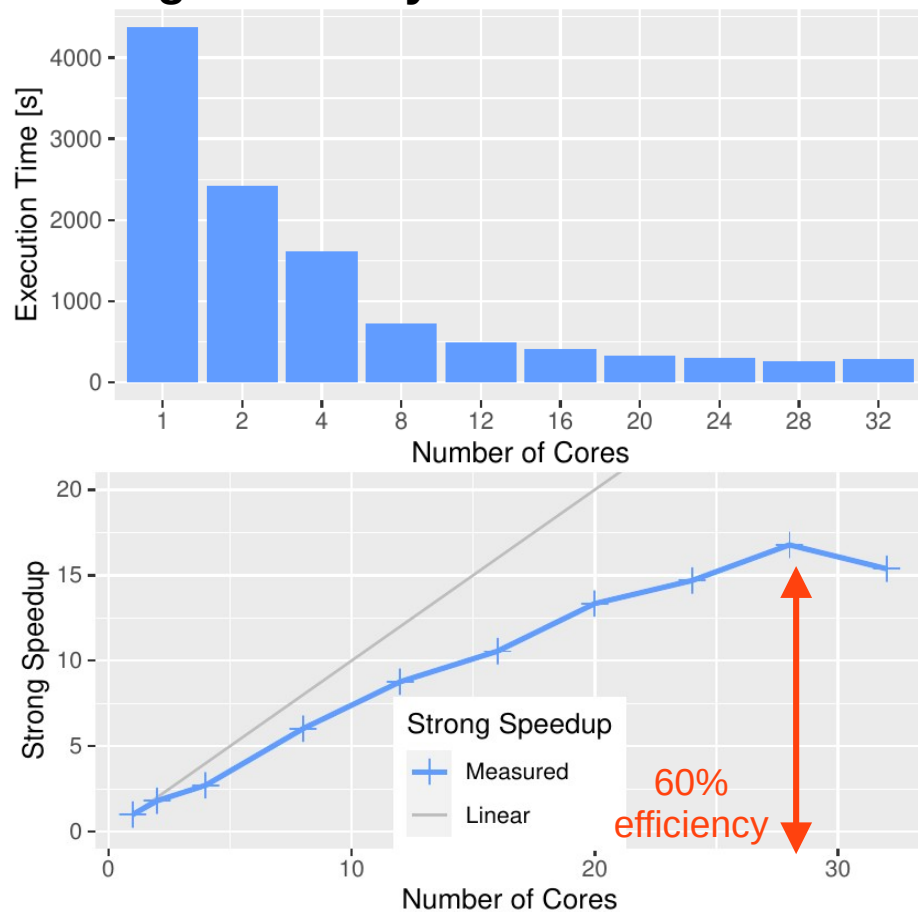 4000
3000
2000
1000
0
Execution Time [s]
1 2 4 8 12 16 20 24 28 32
Number of Cores
20
15
10
5
0
Strong Speedup
Strong Speedup
Measured
Linear
60%
efficiency
0 10 20 30
Number of Cores